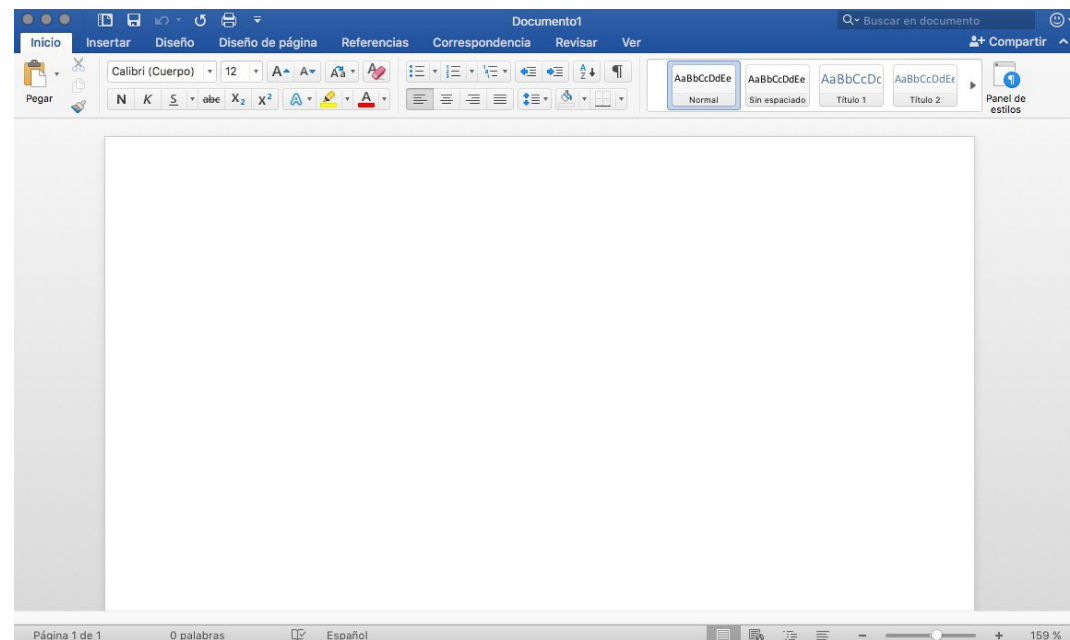 Documento1
Buscar en documento
Inicio Insertar Diseño Diseño de página Referencias Correspondencia Revisar Ver Compartir
Pegar
Calibri (Cuerpo) 12 A A Aa A
N K S abc X₂ X² A A
A Z ¶
AaBbCcDdEe AaBbCcDdEe AaBbCcDc AaBbCcDdEe
Normal Sin espaciado Título 1 Título 2
Panel de
estilos
Página 1 de 1 0 palabras Español 159 %